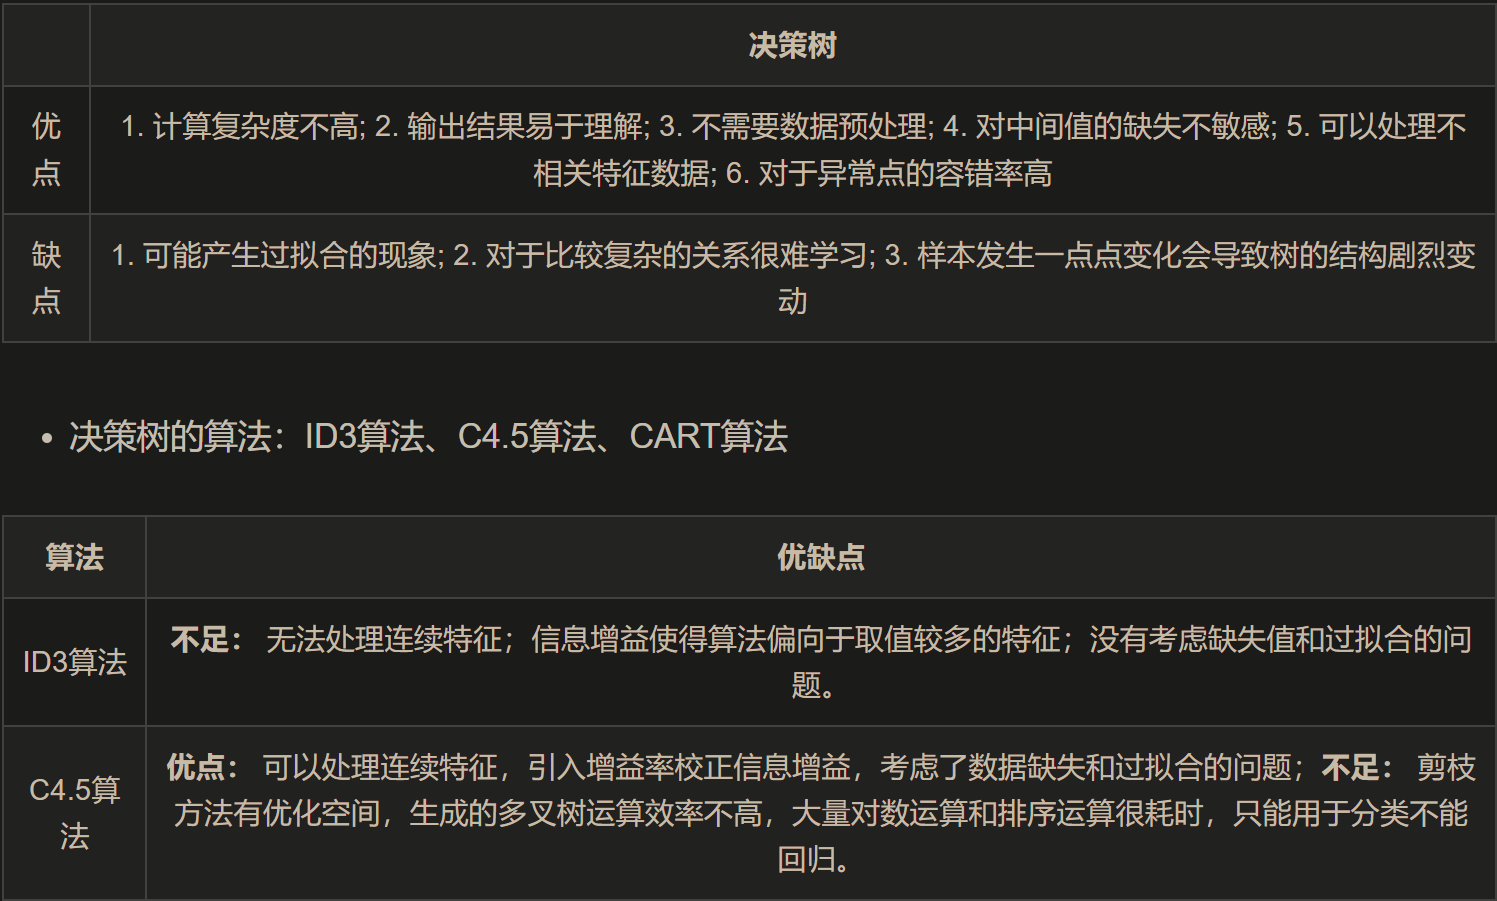 决策树
优
点
1. 计算复杂度不高; 2. 输出结果易于理解; 3. 不需要数据预处理; 4. 对中间值的缺失不敏感; 5. 可以处理不
相关特征数据; 6. 对于异常点的容错率高
缺
点
1. 可能产生过拟合的现象; 2. 对于比较复杂的关系很难学习; 3. 样本发生一点点变化会导致树的结构剧烈变
动
• 决策树的算法：ID3算法、C4.5算法、CART算法
算法
优缺点
ID3算法
不足： 无法处理连续特征；信息增益使得算法偏向于取值较多的特征；没有考虑缺失值和过拟合的问
题。
C4.5算
法
优点： 可以处理连续特征，引入增益率校正信息增益，考虑了数据缺失和过拟合的问题；不足： 剪枝
方法有优化空间，生成的多叉树运算效率不高，大量对数运算和排序运算很耗时，只能用于分类不能
回归。